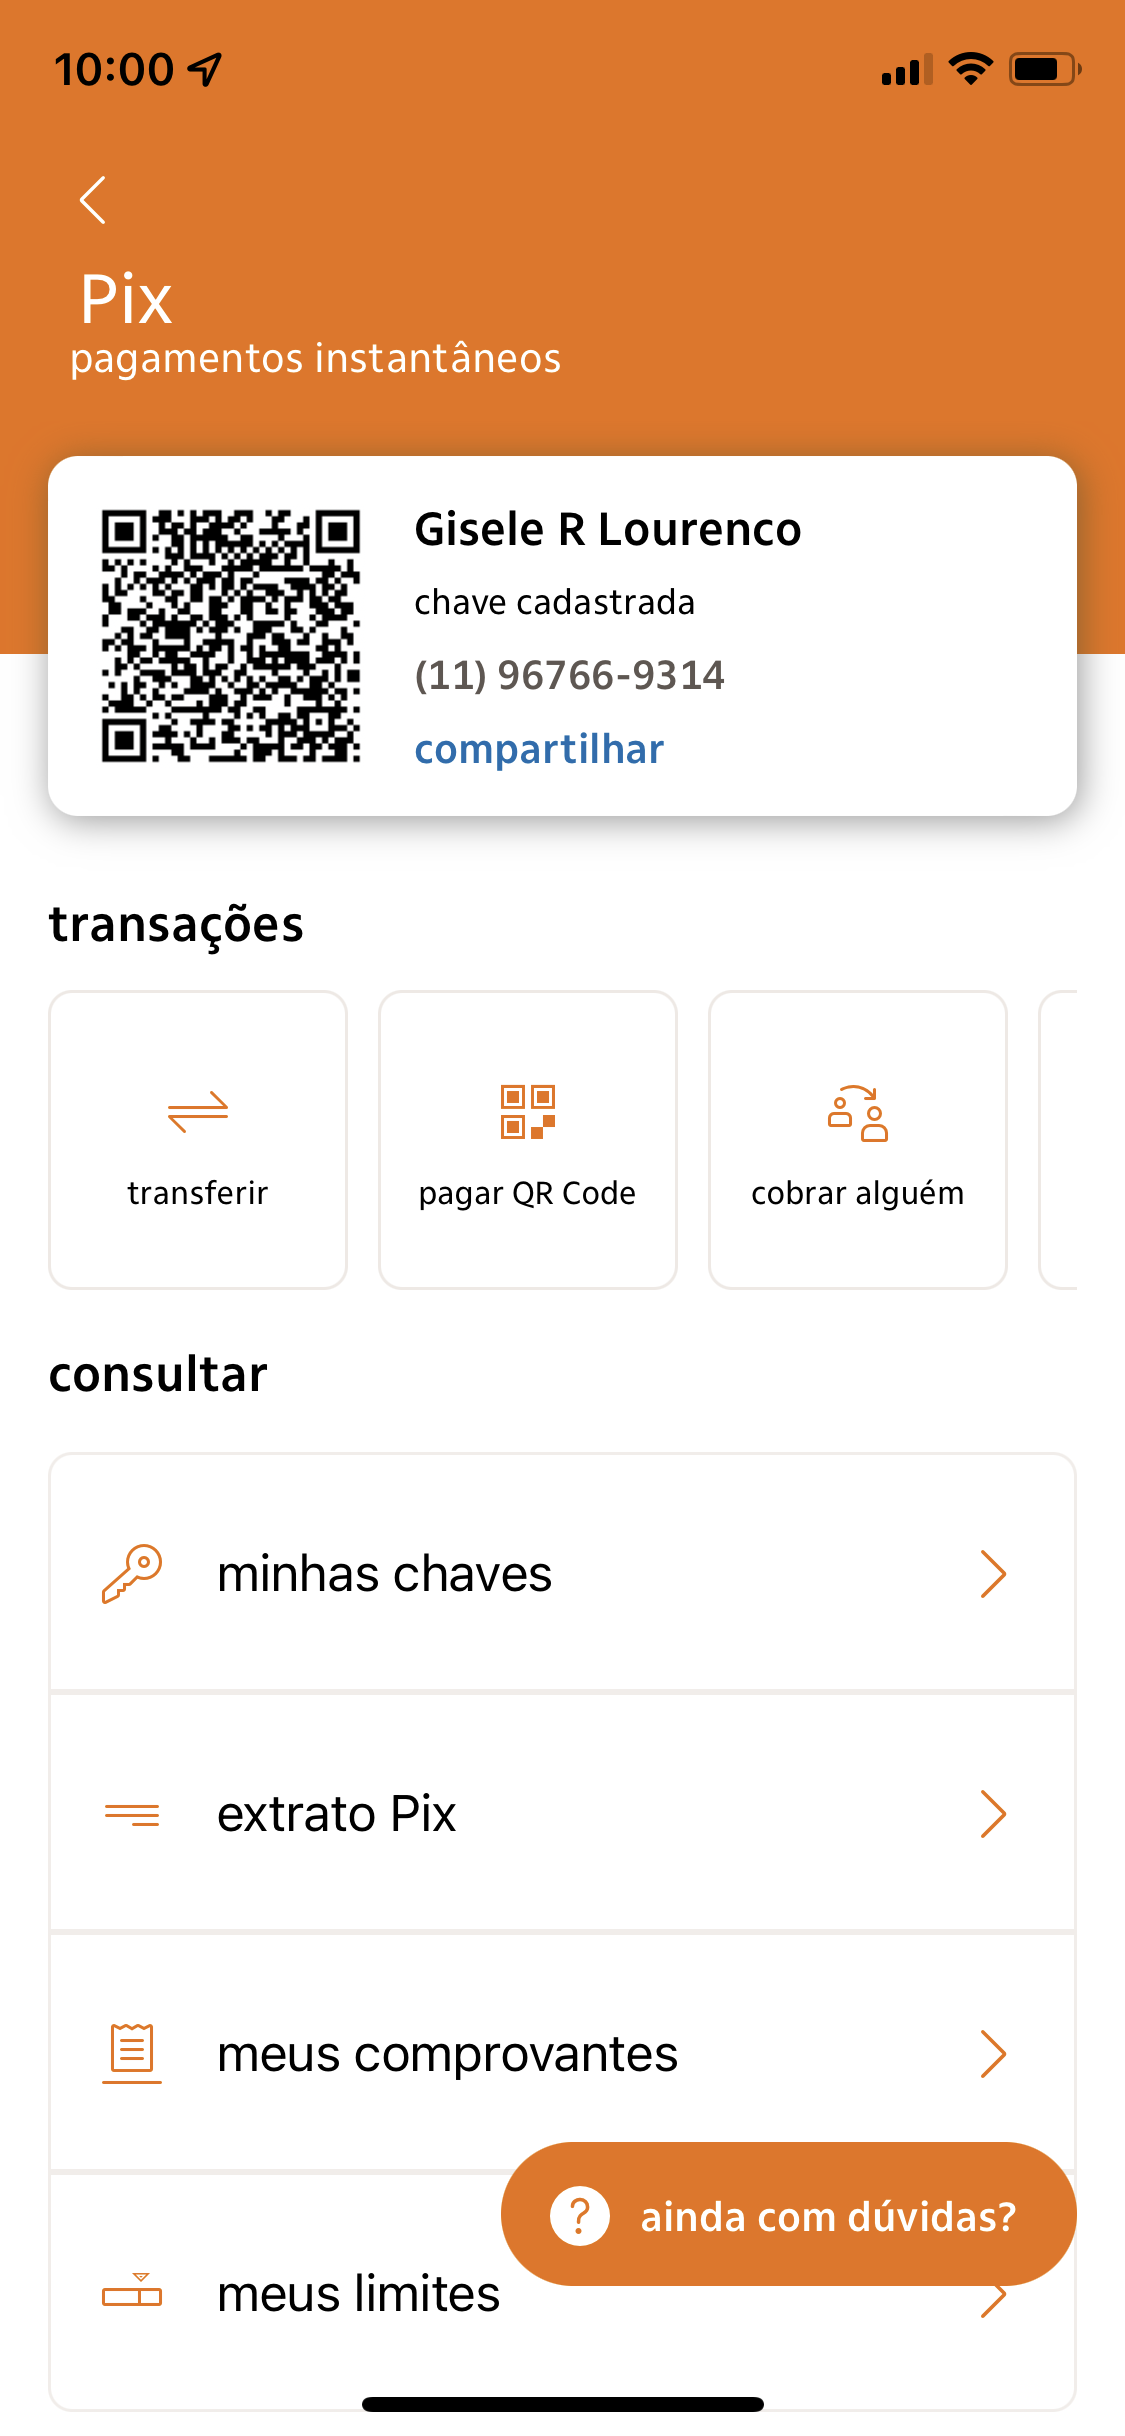 10:00
Pix
pagamentos instantâneos
Gisele R Lourenco
chave cadastrada
(11) 96766-9314
compartilhar
transações
transferir
pagar QR Code
cobrar alguém
consultar
minhas chaves
extrato Pix
meus comprovantes
? ainda com dúvidas?
meus limites